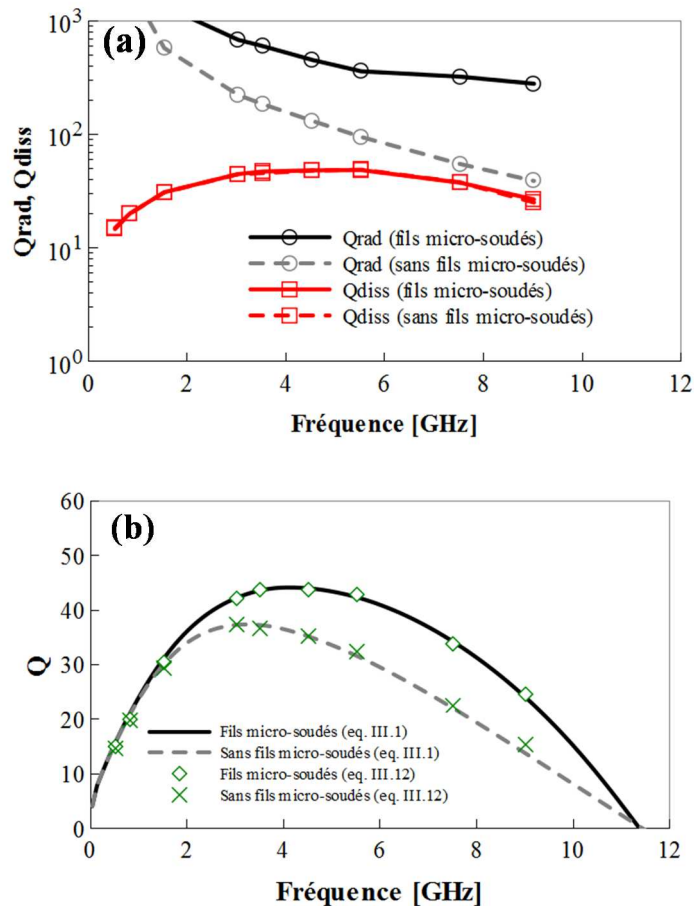 (a)
10³
10²
10¹
10⁰
Qrad, Qdiss
Qrad (fils micro-soudés)
Qrad (sans fils micro-soudés)
Qdiss (fils micro-soudés)
Qdiss (sans fils micro-soudés)
0 2 4 6 8 10 12
Fréquence [GHz]
(b)
60
50
40
30
20
10
0
Q
Fils micro-soudés (eq. III.1)
Sans fils micro-soudés (eq. III.1)
Fils micro-soudés (eq. III.12)
Sans fils micro-soudés (eq. III.12)
0 2 4 6 8 10 12
Fréquence [GHz]